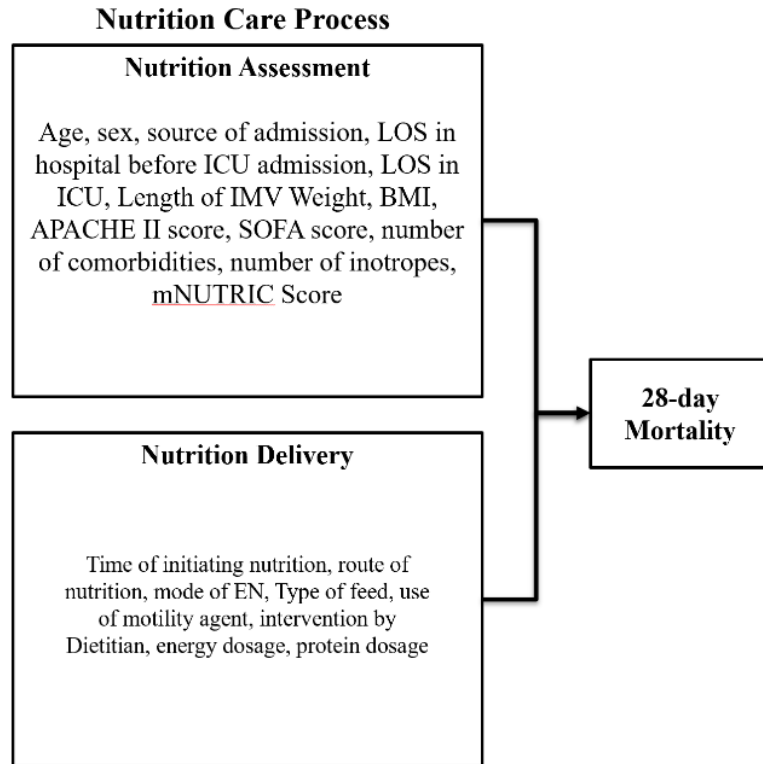 Nutrition Care Process
Nutrition Assessment
Age, sex, source of admission, LOS in
hospital before ICU admission, LOS in
ICU, Length of IMV Weight, BMI,
APACHE II score, SOFA score, number
of comorbidities, number of inotropes,
mNUTRIC Score
Nutrition Delivery
Time of initiating nutrition, route of
nutrition, mode of EN, Type of feed, use
of motility agent, intervention by
Dietitian, energy dosage, protein dosage
28-day
Mortality